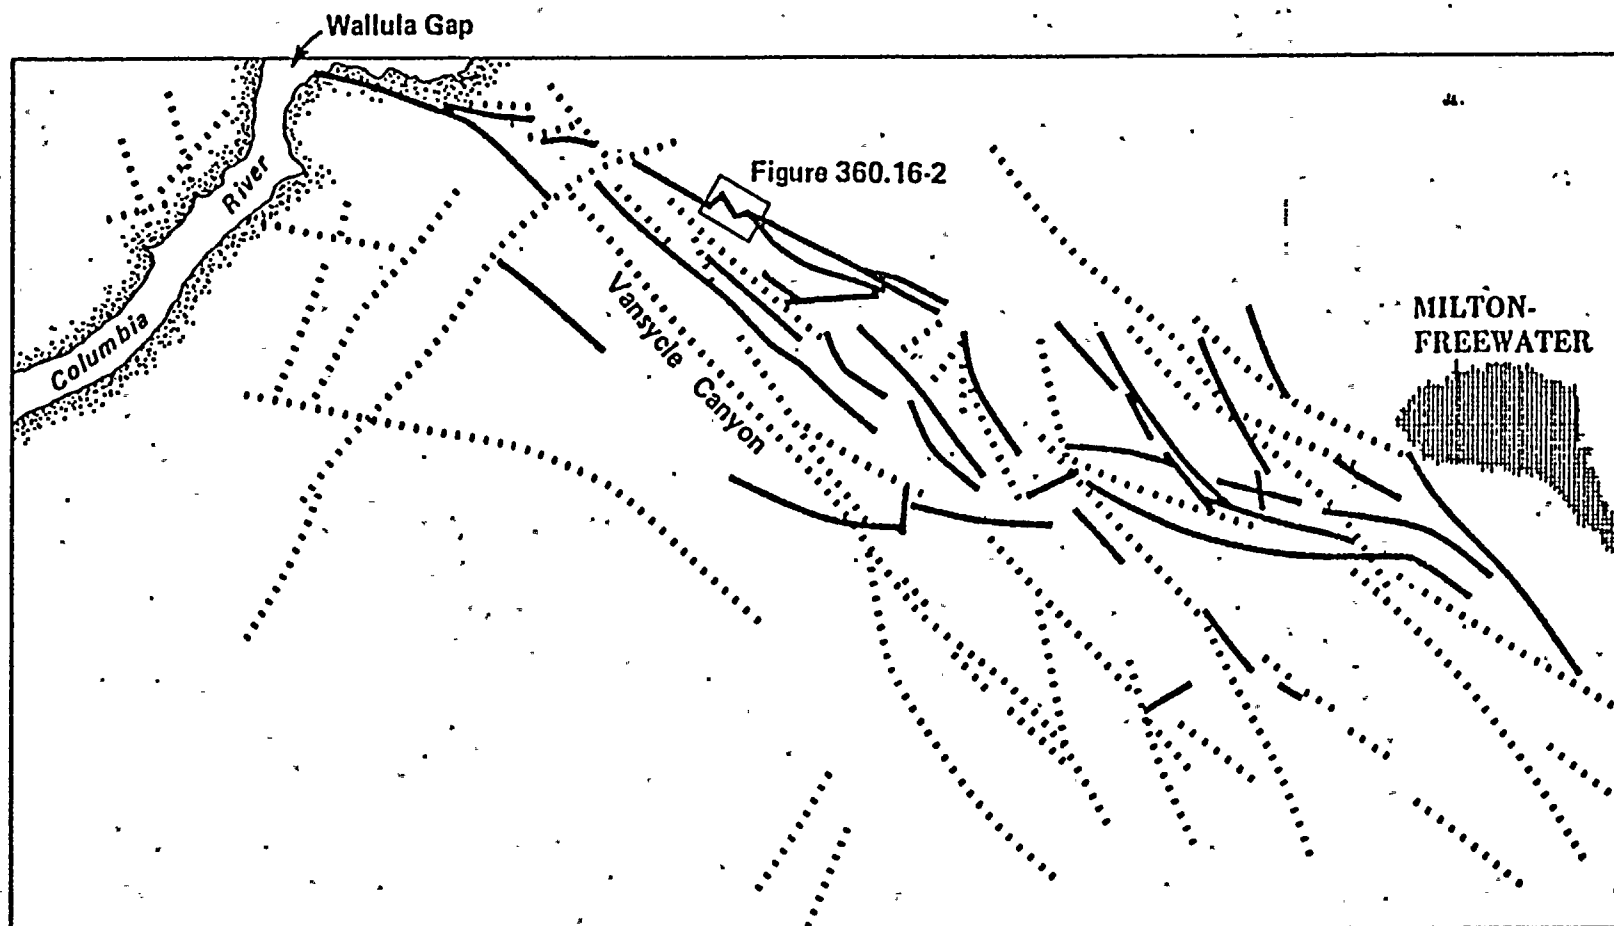 Wallula Gap
Figure 360.16-2
River
Columbia
Vansycle Canyon
MILTON-
FREEWATER